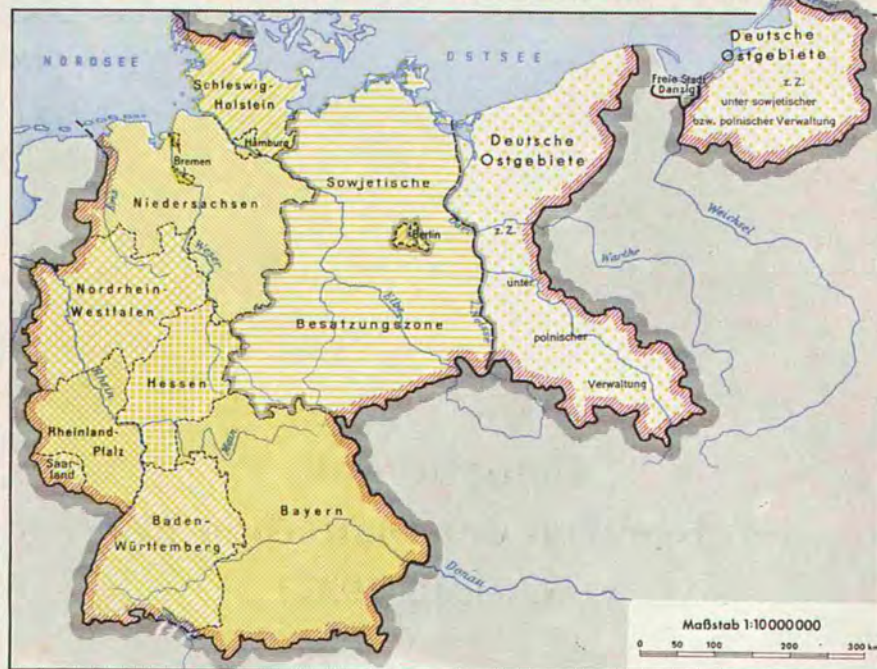 NORDSEE
OSTSEE
Deutsche
Ostgebiete
z. Z.
unter sowjetischer
bzw. polnischer Verwaltung
Freie Stadt
Danzig
Schleswig-
Holstein
Hamburg
Bremen
Niedersachsen
Ems
Weser
Sowjetische
Besatzungszone
Berlin
Elbe
Oder
Deutsche
Ostgebiete
z. Z.
unter
polnischer
Verwaltung
Weichsel
Warthe
Nordrhein-
Westfalen
Hessen
Rhein
Rheinland-
Pfalz
Saar-
land
Main
Baden-
Württemberg
Bayern
Donau
Maßstab 1:10000000
0 50 100 200 300 km